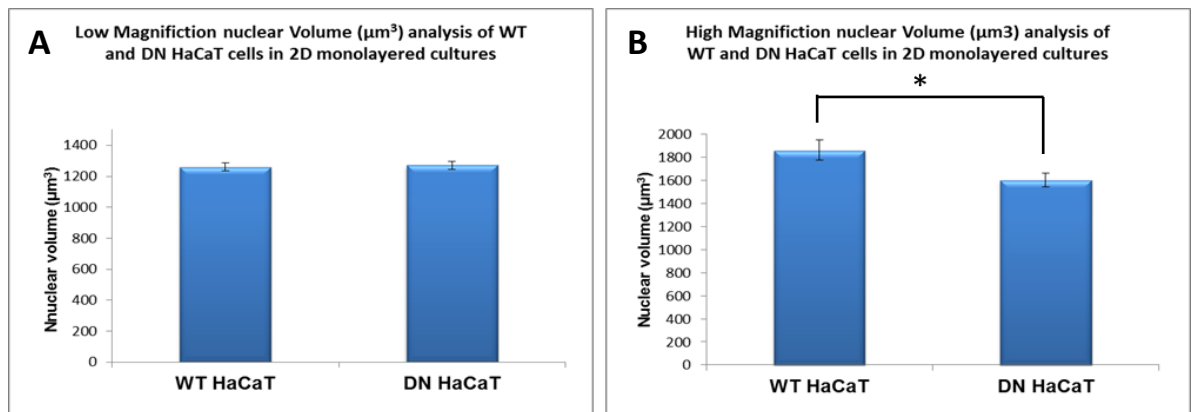 A
Low Magnifiction nuclear Volume (µm³) analysis of WT
and DN HaCaT cells in 2D monolayered cultures
Nnuclear volume (µm³)
1400
1200
1000
800
600
400
200
0
WT HaCaT
DN HaCaT
B
High Magnifiction nuclear Volume (µm3) analysis of
WT and DN HaCaT cells in 2D monolayered cultures
*
Nuclear volume (µm³)
2000
1800
1600
1400
1200
1000
800
600
400
200
0
WT HaCaT
DN HaCaT